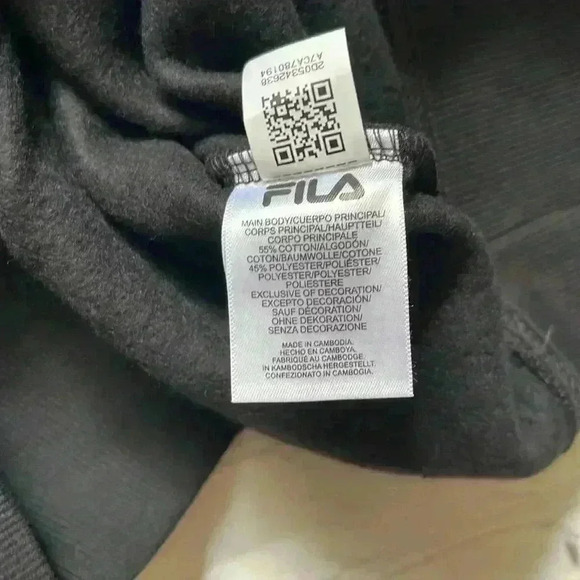 2D05342638
A7CA780194
FILA
MAIN BODY/CUERPO PRINCIPAL/
CORPS PRINCIPAL/HAUPTTEIL/
CORPO PRINCIPALE
55% COTTON/ALGODÓN/
COTON/BAUMWOLLE/COTONE
45% POLYESTER/POLIÉSTER/
POLYESTER/POLYESTER/
POLIESTERE
EXCLUSIVE OF DECORATION/
EXCEPTO DECORACIÓN/
SAUF DÉCORATION/
OHNE DEKORATION/
SENZA DECORAZIONE
MADE IN CAMBODIA.
HECHO EN CAMBOYA.
FABRIQUÉ AU CAMBODGE.
IN KAMBODSCHA HERGESTELLT.
CONFEZIONATO IN CAMBOGIA.